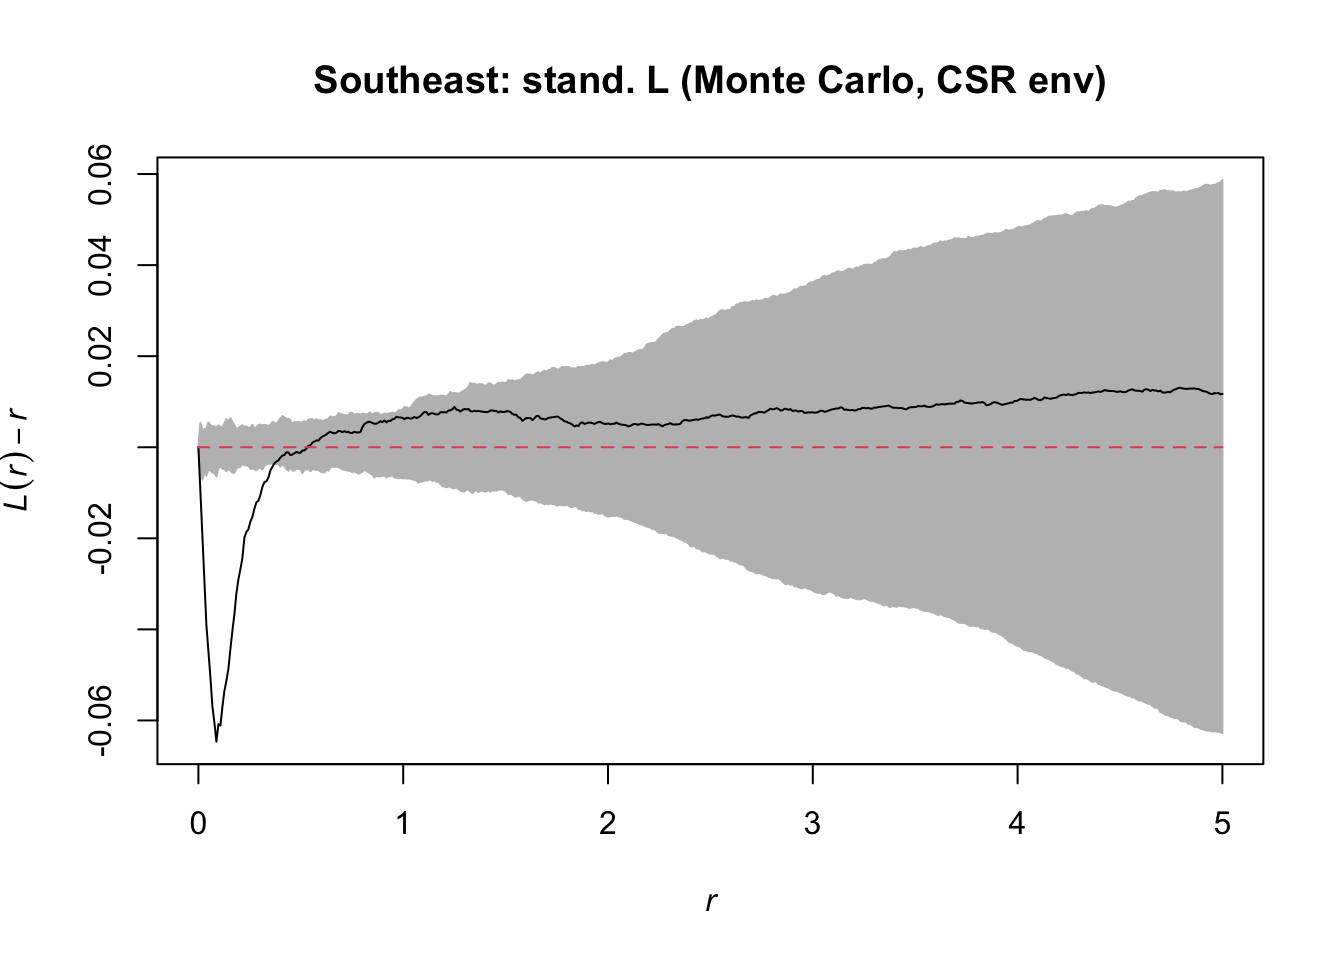 Southeast: stand. L (Monte Carlo, CSR env)
0.06
0.04
0.02
-0.02
-0.06
L(r) − r
0 1 2 3 4 5
r